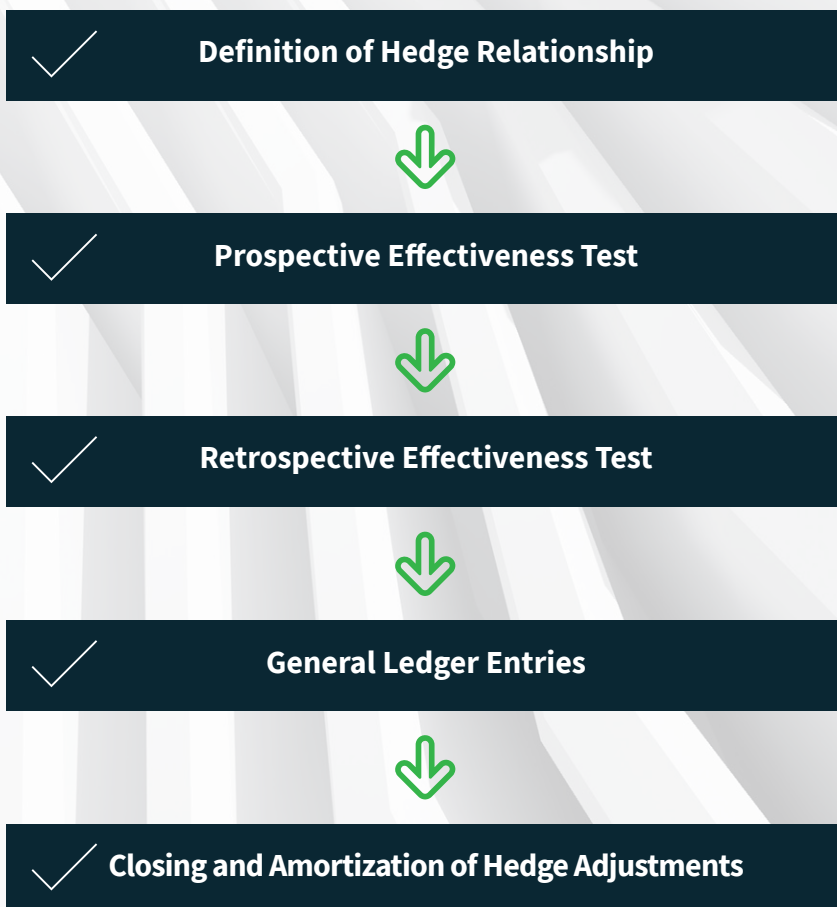 Definition of Hedge Relationship
Prospective Effectiveness Test
Retrospective Effectiveness Test
General Ledger Entries
Closing and Amortization of Hedge Adjustments